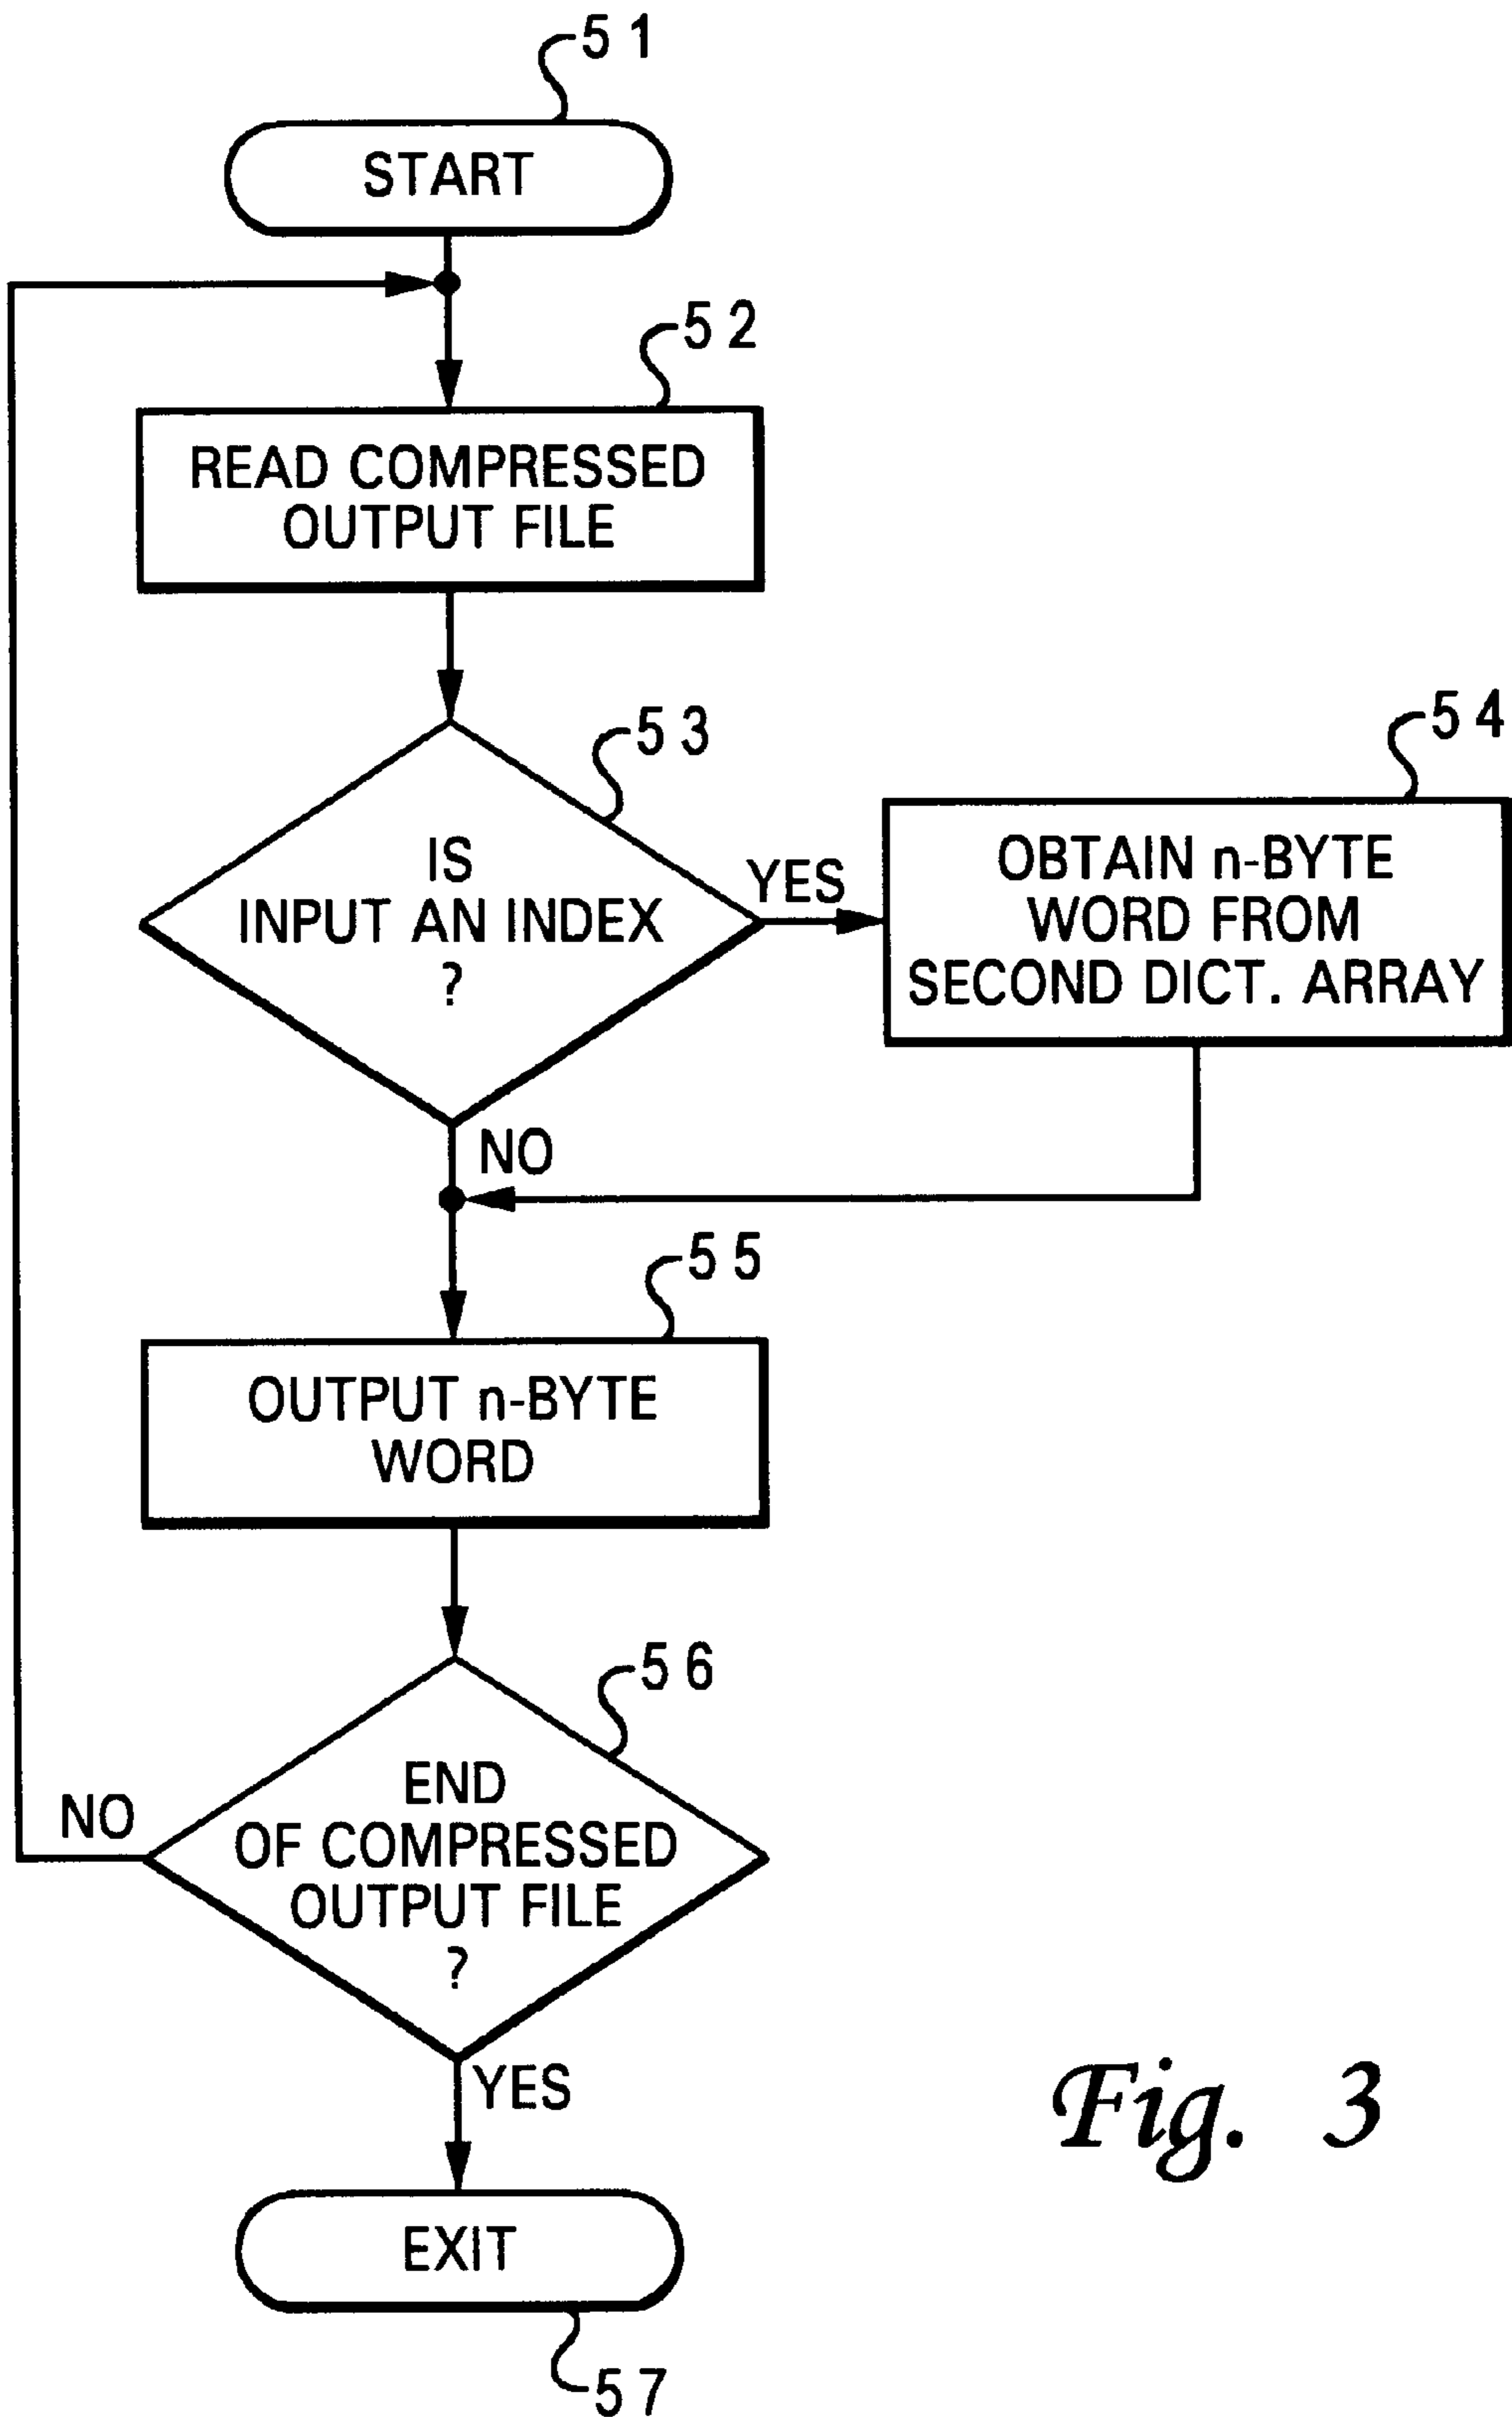 51
START
52
READ COMPRESSED
OUTPUT FILE
53
IS
INPUT AN INDEX
?
YES
54
OBTAIN n-BYTE
WORD FROM
SECOND DICT. ARRAY
NO
55
OUTPUT n-BYTE
WORD
56
END
OF COMPRESSED
OUTPUT FILE
?
NO
YES
EXIT
57
Fig. 3